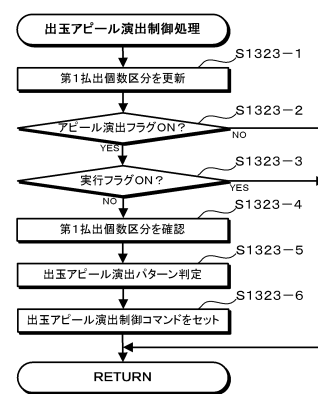 出玉アピール演出制御処理
S1323－1
第1払出個数区分を更新
S1323－2
アピール演出フラグON？
NO
YES
S1323－3
実行フラグON？
YES
NO
S1323－4
第1払出個数区分を確認
S1323－5
出玉アピール演出パターン判定
S1323－6
出玉アピール演出制御コマンドをセット
RETURN